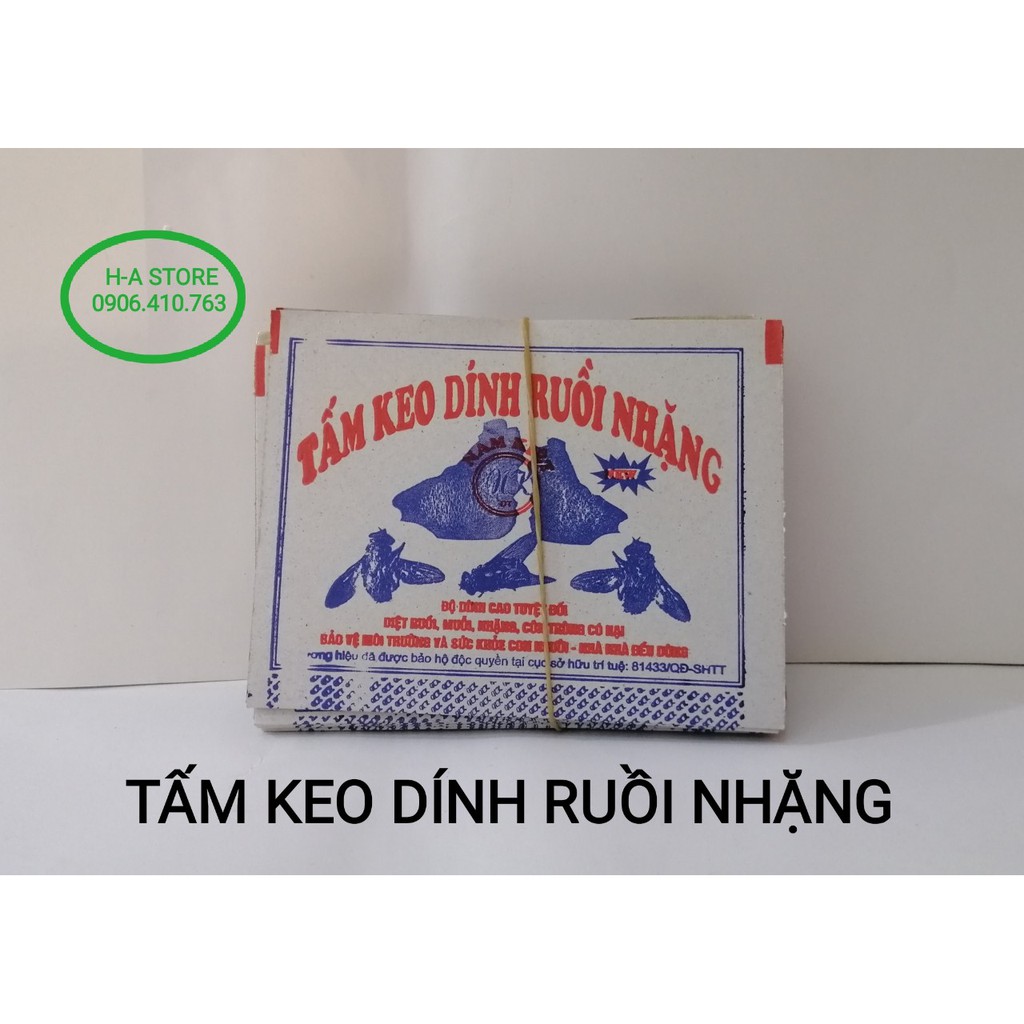 H-A STORE
0906.410.763
TẤM KEO DÍNH RUỒI NHẶNG
NAM
NEW
ĐỘ DÍNH CAO TUYỆT ĐỐI
DIỆT RUỒI, MUỖI, NHẶNG, CÔN TRÙNG CÓ HẠI
BẢO VỆ MÔI TRƯỜNG VÀ SỨC KHỎE CON NGƯỜI - NHÀ NHÀ ĐỀU DÙNG
ơng hiệu đã được bảo hộ độc quyền tại cục sở hữu trí tuệ: 81433/QĐ-SHTT
TẤM KEO DÍNH RUỒI NHẶNG